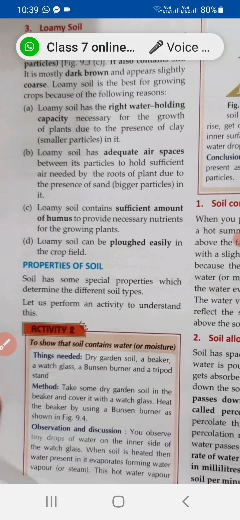 10:39
80%
3. Loamy Soil
Class 7 online...
Voice ...
particles) [Fig. 9.3 (c)]. It also contains
It is mostly dark brown and appears slightly
coarse. Loamy soil is the best for growing
crops because of the following reasons:
(a) Loamy soil has the right water-holding
capacity necessary for the growth
of plants due to the presence of clay
(smaller particles) in it.
(b) Loamy soil has adequate air spaces
between its particles to hold sufficient
air needed by the roots of plant due to
the presence of sand (bigger particles) in
it.
(c) Loamy soil contains sufficient amount
of humus to provide necessary nutrients
for the growing plants.
(d) Loamy soil can be ploughed easily in
the crop field.
PROPERTIES OF SOIL
Soil has some special properties which
determine the different soil types.
Let us perform an activity to understand
this.
ACTIVITY 2
To show that soil contains water (or moisture)
Things needed: Dry garden soil, a beaker,
a watch glass, a Bunsen burner and a tripod
stand
Method: Take some dry garden soil in the
beaker and cover it with a watch glass. Heat
the beaker by using a Bunsen burner as
shown in Fig. 9.4.
Observation and discussion: You observe
tiny drops of water on the inner side of
the watch glass. When soil is heated then
water present in it evaporates forming water
vapour (or steam). This hot water vapour
Fig.
soil
rise, get c
inner surf
water drop
Conclusion
present as
particles.
1. Soil co
When you p
a hot summ
above the
with a sligh
because the
water (or m
the water ev
The water v
reflect the s
above the so
2. Soil allo
Soil has spa
water is pou
gets absorbe
down the so
passes down
called perco
percolate th
percolation r
water passes
rate of water
in millilitres
soil per minu